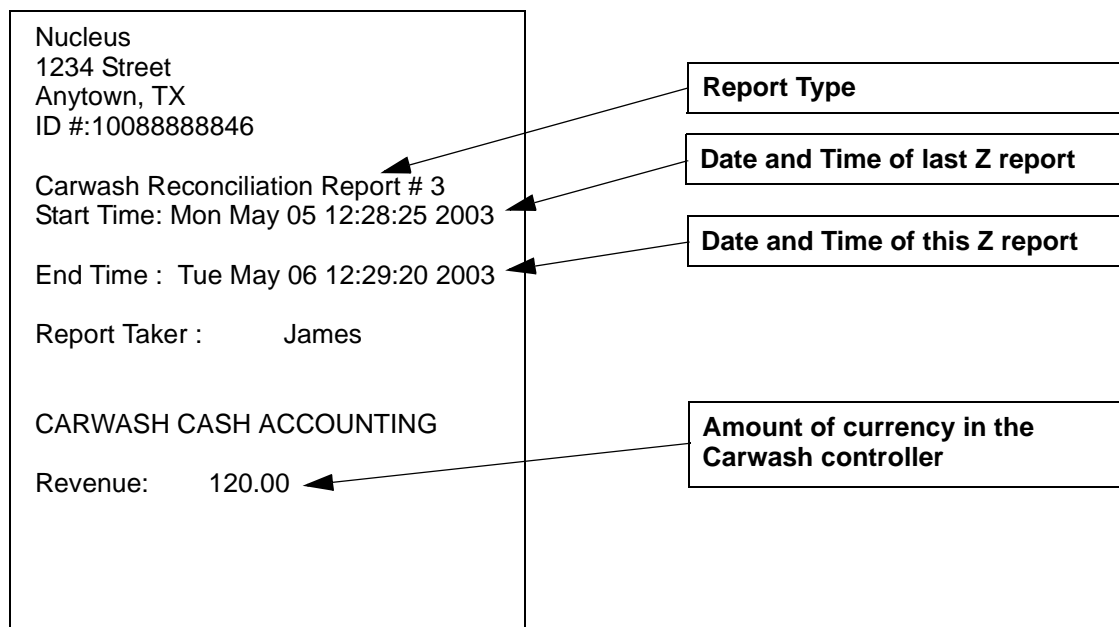 Nucleus
1234 Street
Anytown, TX
ID #:10088888846
Carwash Reconciliation Report # 3
Start Time: Mon May 05 12:28:25 2003
End Time : Tue May 06 12:29:20 2003
Report Taker : James
CARWASH CASH ACCOUNTING
Revenue: 120.00
Report Type
Date and Time of last Z report
Date and Time of this Z report
Amount of currency in the
Carwash controller